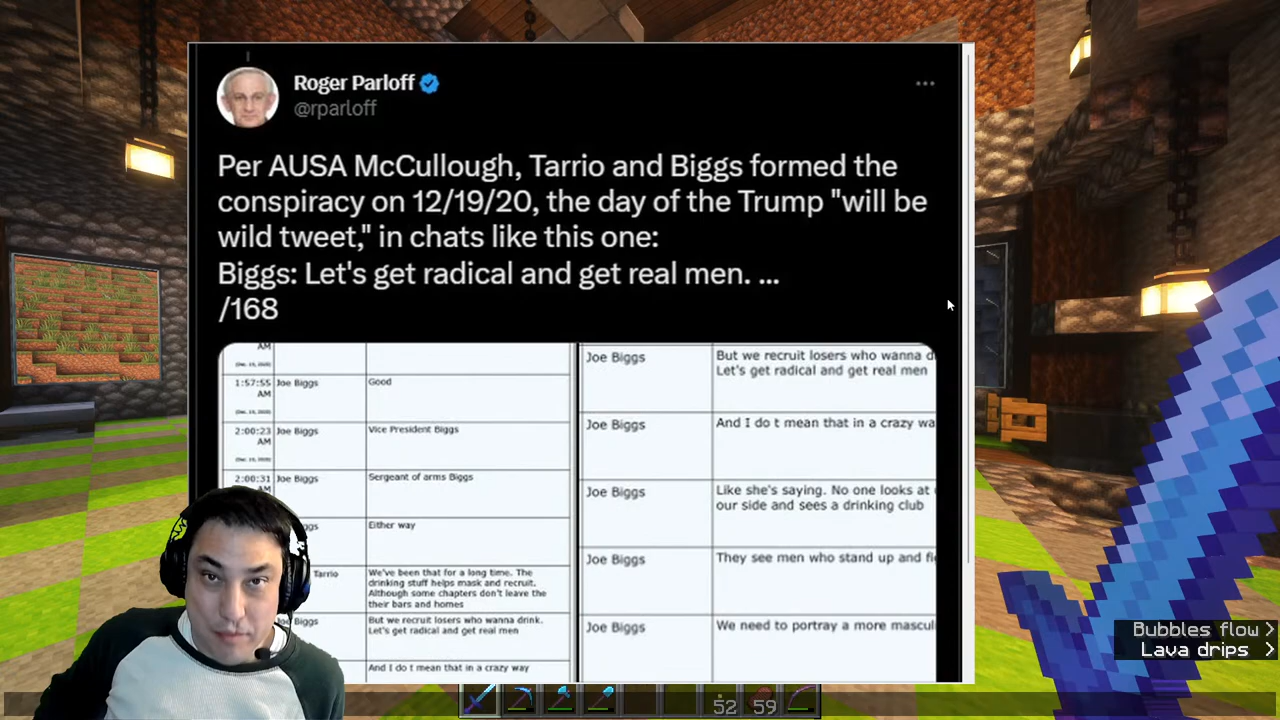 Roger Parloff
@rparloff
Per AUSA McCullough, Tarrio and Biggs formed the
conspiracy on 12/19/20, the day of the Trump "will be
wild tweet," in chats like this one:
Biggs: Let's get radical and get real men. ...
/168
AM
1:57:55 Joe Biggs Good
AM
2:00:23 Joe Biggs Vice President Biggs
AM
2:00:31 Joe Biggs Sergeant of arms Biggs
Either way
Tarrio We've been that for a long time. The
drinking stuff helps mask and recruit.
Although some chapters don't leave the
their bars and homes
Joe Biggs But we recruit losers who wanna drink.
Let's get radical and get real men
And I do t mean that in a crazy way
Joe Biggs But we recruit losers who wanna d
Let's get radical and get real men
Joe Biggs And I do t mean that in a crazy wa
Joe Biggs Like she's saying. No one looks at
our side and sees a drinking club
Joe Biggs They see men who stand up and fi
Joe Biggs We need to portray a more mascul
Bubbles flow >
Lava drips >
52 59